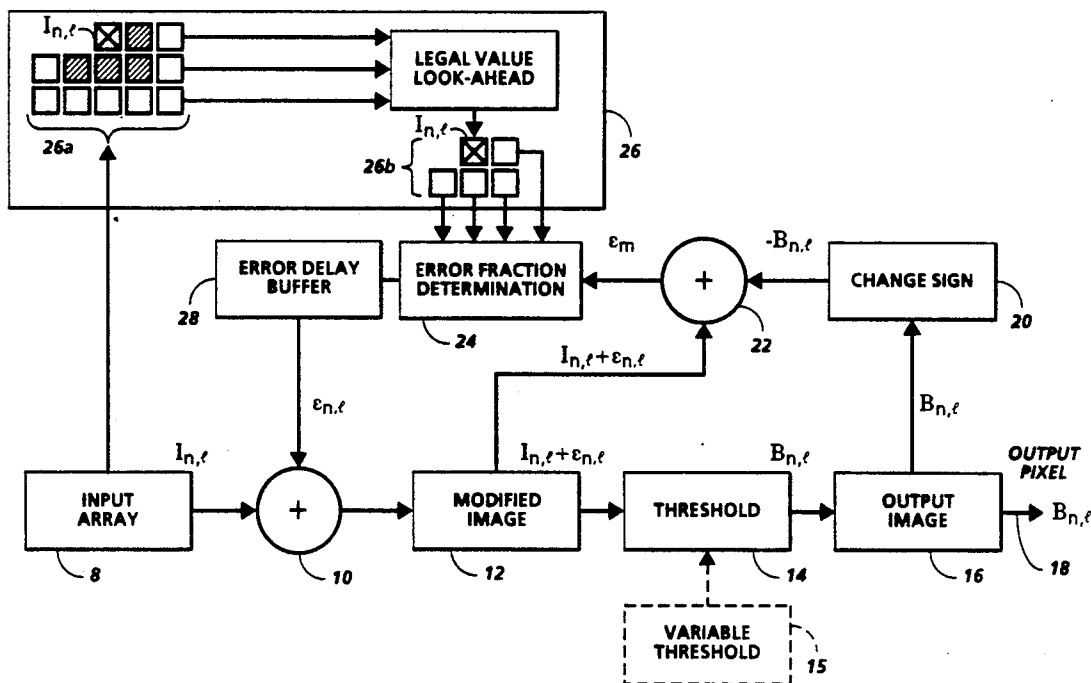 I_{n,ℓ}
LEGAL VALUE
LOOK-AHEAD
26a
I_{n,ℓ}
26b
26
ERROR DELAY
BUFFER
28
ERROR FRACTION
DETERMINATION
24
ε_m
+
22
-B_{n,ℓ}
CHANGE SIGN
20
I_{n,ℓ}+ε_{n,ℓ}
ε_{n,ℓ}
B_{n,ℓ}
I_{n,ℓ}
I_{n,ℓ}+ε_{n,ℓ}
B_{n,ℓ}
OUTPUT
PIXEL
INPUT
ARRAY
8
+
10
MODIFIED
IMAGE
12
THRESHOLD
14
OUTPUT
IMAGE
16
B_{n,ℓ}
18
VARIABLE
THRESHOLD
15